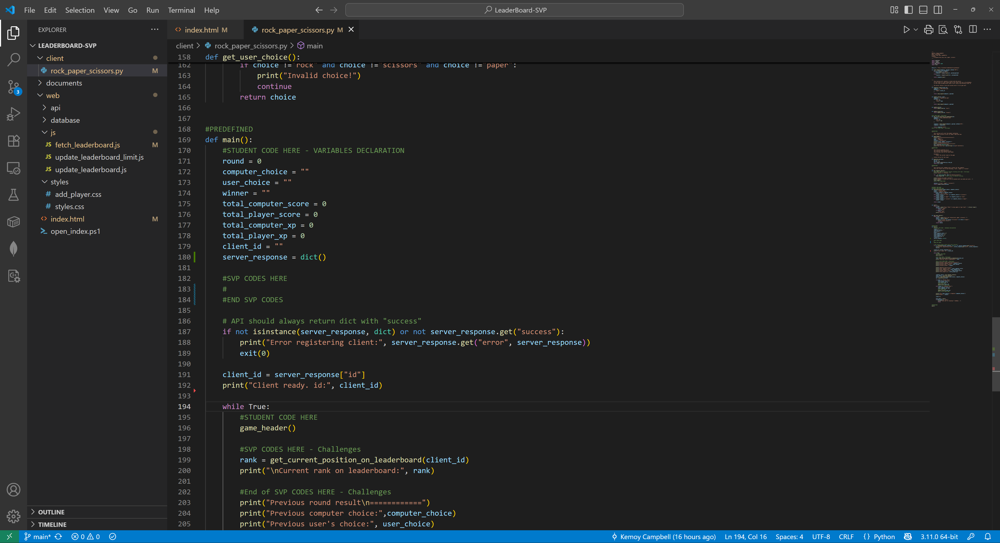 File Edit Selection View Go Run Terminal Help
LeaderBoard-SVP
EXPLORER
LEADERBOARD-SVP
client
rock_paper_scissors.py M
documents
web
api
database
js
JS fetch_leaderboard.js M
JS update_leaderboard_limit.js
JS update_leaderboard.js
styles
# add_player.css
# styles.css
index.html M
open_index.ps1
OUTLINE
TIMELINE
3
index.html M
rock_paper_scissors.py M
client > rock_paper_scissors.py > main
158 def get_user_choice():
162 if choice !="rock" and choice !="scissors" and choice !="paper":
163 print("Invalid choice!")
164 continue
165 return choice
166
167
168 #PREDEFINED
169 def main():
170 #STUDENT CODE HERE - VARIABLES DECLARATION
171 round = 0
172 computer_choice = ""
173 user_choice = ""
174 winner = ""
175 total_computer_score = 0
176 total_player_score = 0
177 total_computer_xp = 0
178 total_player_xp = 0
179 client_id = ""
180 server_response = dict()
181
182 #SVP CODES HERE
183 #
184 #END SVP CODES
185
186 # API should always return dict with "success"
187 if not isinstance(server_response, dict) or not server_response.get("success"):
188 print("Error registering client:", server_response.get("error", server_response))
189 exit(0)
190
191 client_id = server_response["id"]
192 print("Client ready. id:", client_id)
193
194 while True:
195 #STUDENT CODE HERE
196 game_header()
197
198 #SVP CODES HERE - Challenges
199 rank = get_current_position_on_leaderboard(client_id)
200 print("\nCurrent rank on leaderboard:", rank)
201
202 #End of SVP CODES HERE - Challenges
203 print("Previous round result\n============")
204 print("Previous computer choice:",computer_choice)
205 print("Previous user's choice:", user_choice)
main* 0 0 Kemoy Campbell (16 hours ago) Ln 194, Col 16 Spaces: 4 UTF-8 CRLF {} Python 3.11.0 64-bit